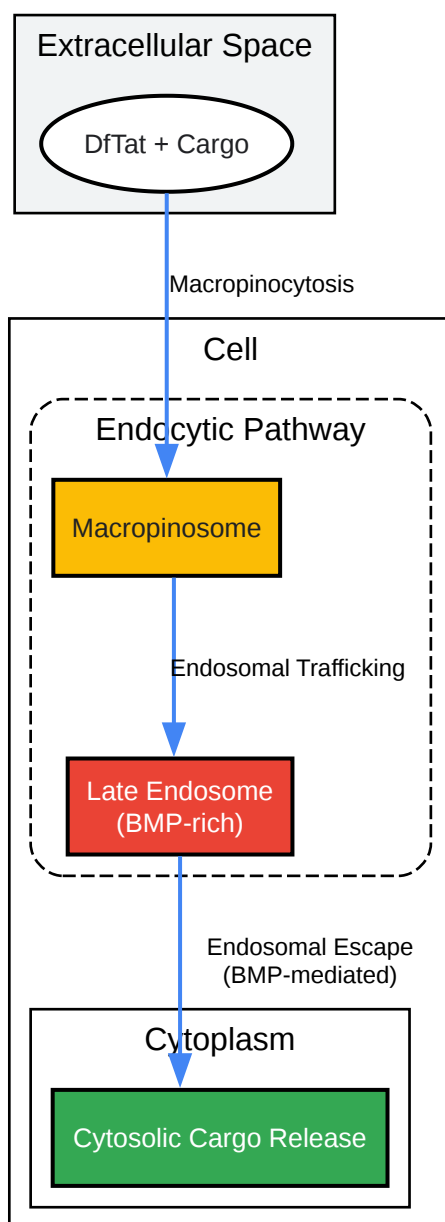 Extracellular Space
DfTat + Cargo
Macropinocytosis
Cell
Endocytic Pathway
Macropinosome
Endosomal Trafficking
Late Endosome
(BMP-rich)
Endosomal Escape
(BMP-mediated)
Cytoplasm
Cytosolic Cargo Release